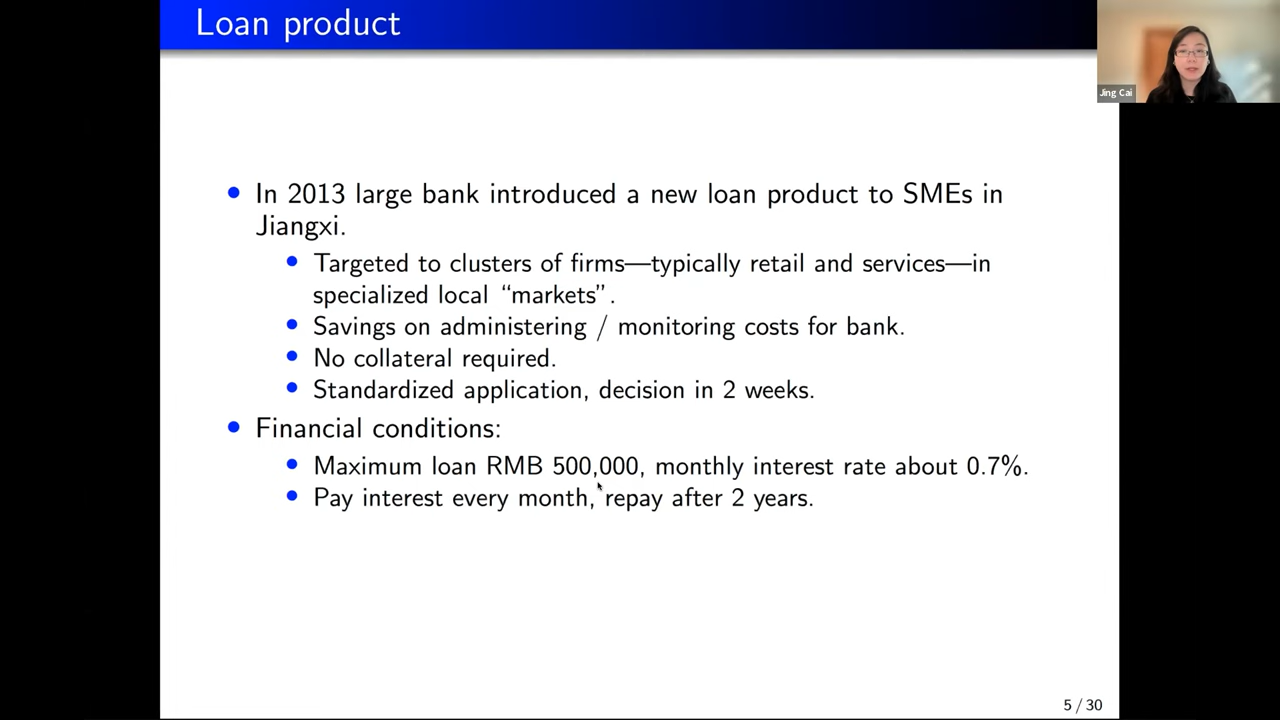 Loan product
Jing Cai
• In 2013 large bank introduced a new loan product to SMEs in
Jiangxi.
• Targeted to clusters of firms—typically retail and services—in
specialized local “markets”.
• Savings on administering / monitoring costs for bank.
• No collateral required.
• Standardized application, decision in 2 weeks.
• Financial conditions:
• Maximum loan RMB 500,000, monthly interest rate about 0.7%.
• Pay interest every month, repay after 2 years.
5 / 30